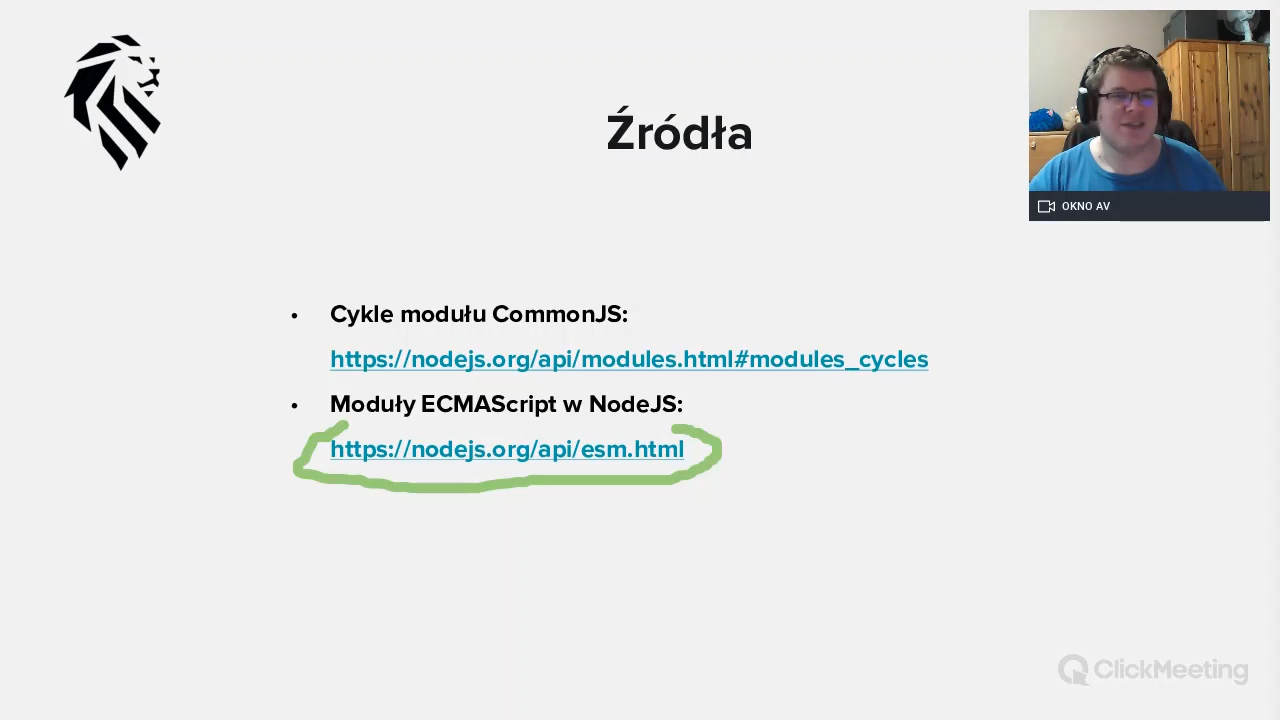 Źródła
OKNO AV
• Cykle modułu CommonJS:
https://nodejs.org/api/modules.html#modules_cycles
• Moduły ECMAScript w NodeJS:
https://nodejs.org/api/esm.html
ClickMeeting